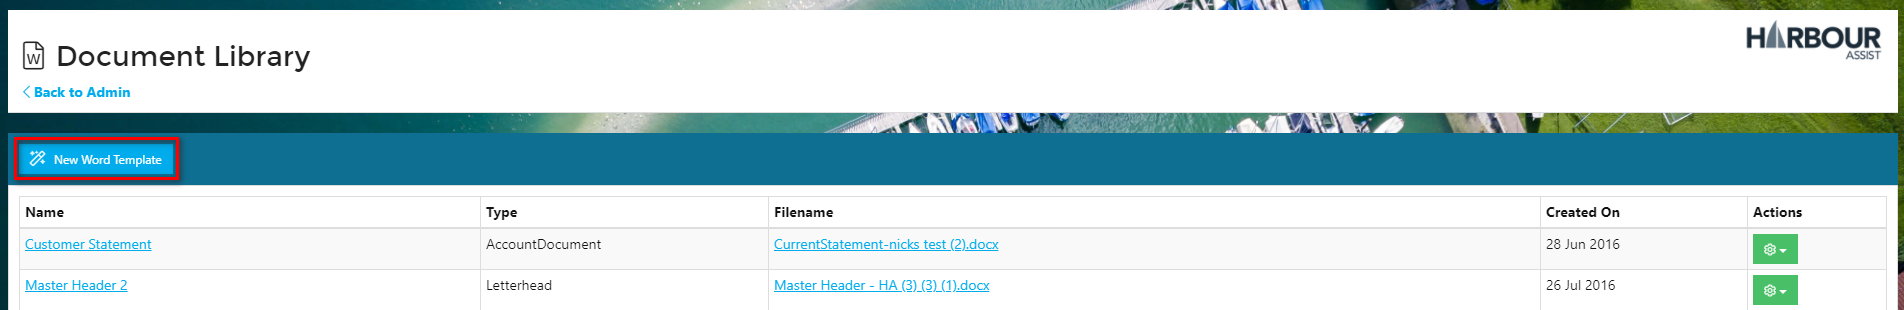 HARBOUR
ASSIST
W Document Library
Back to Admin
New Word Template
Name Type Filename Created On Actions
Customer Statement AccountDocument CurrentStatement-nicks test (2).docx 28 Jun 2016
Master Header 2 Letterhead Master Header - HA (3) (3) (1).docx 26 Jul 2016